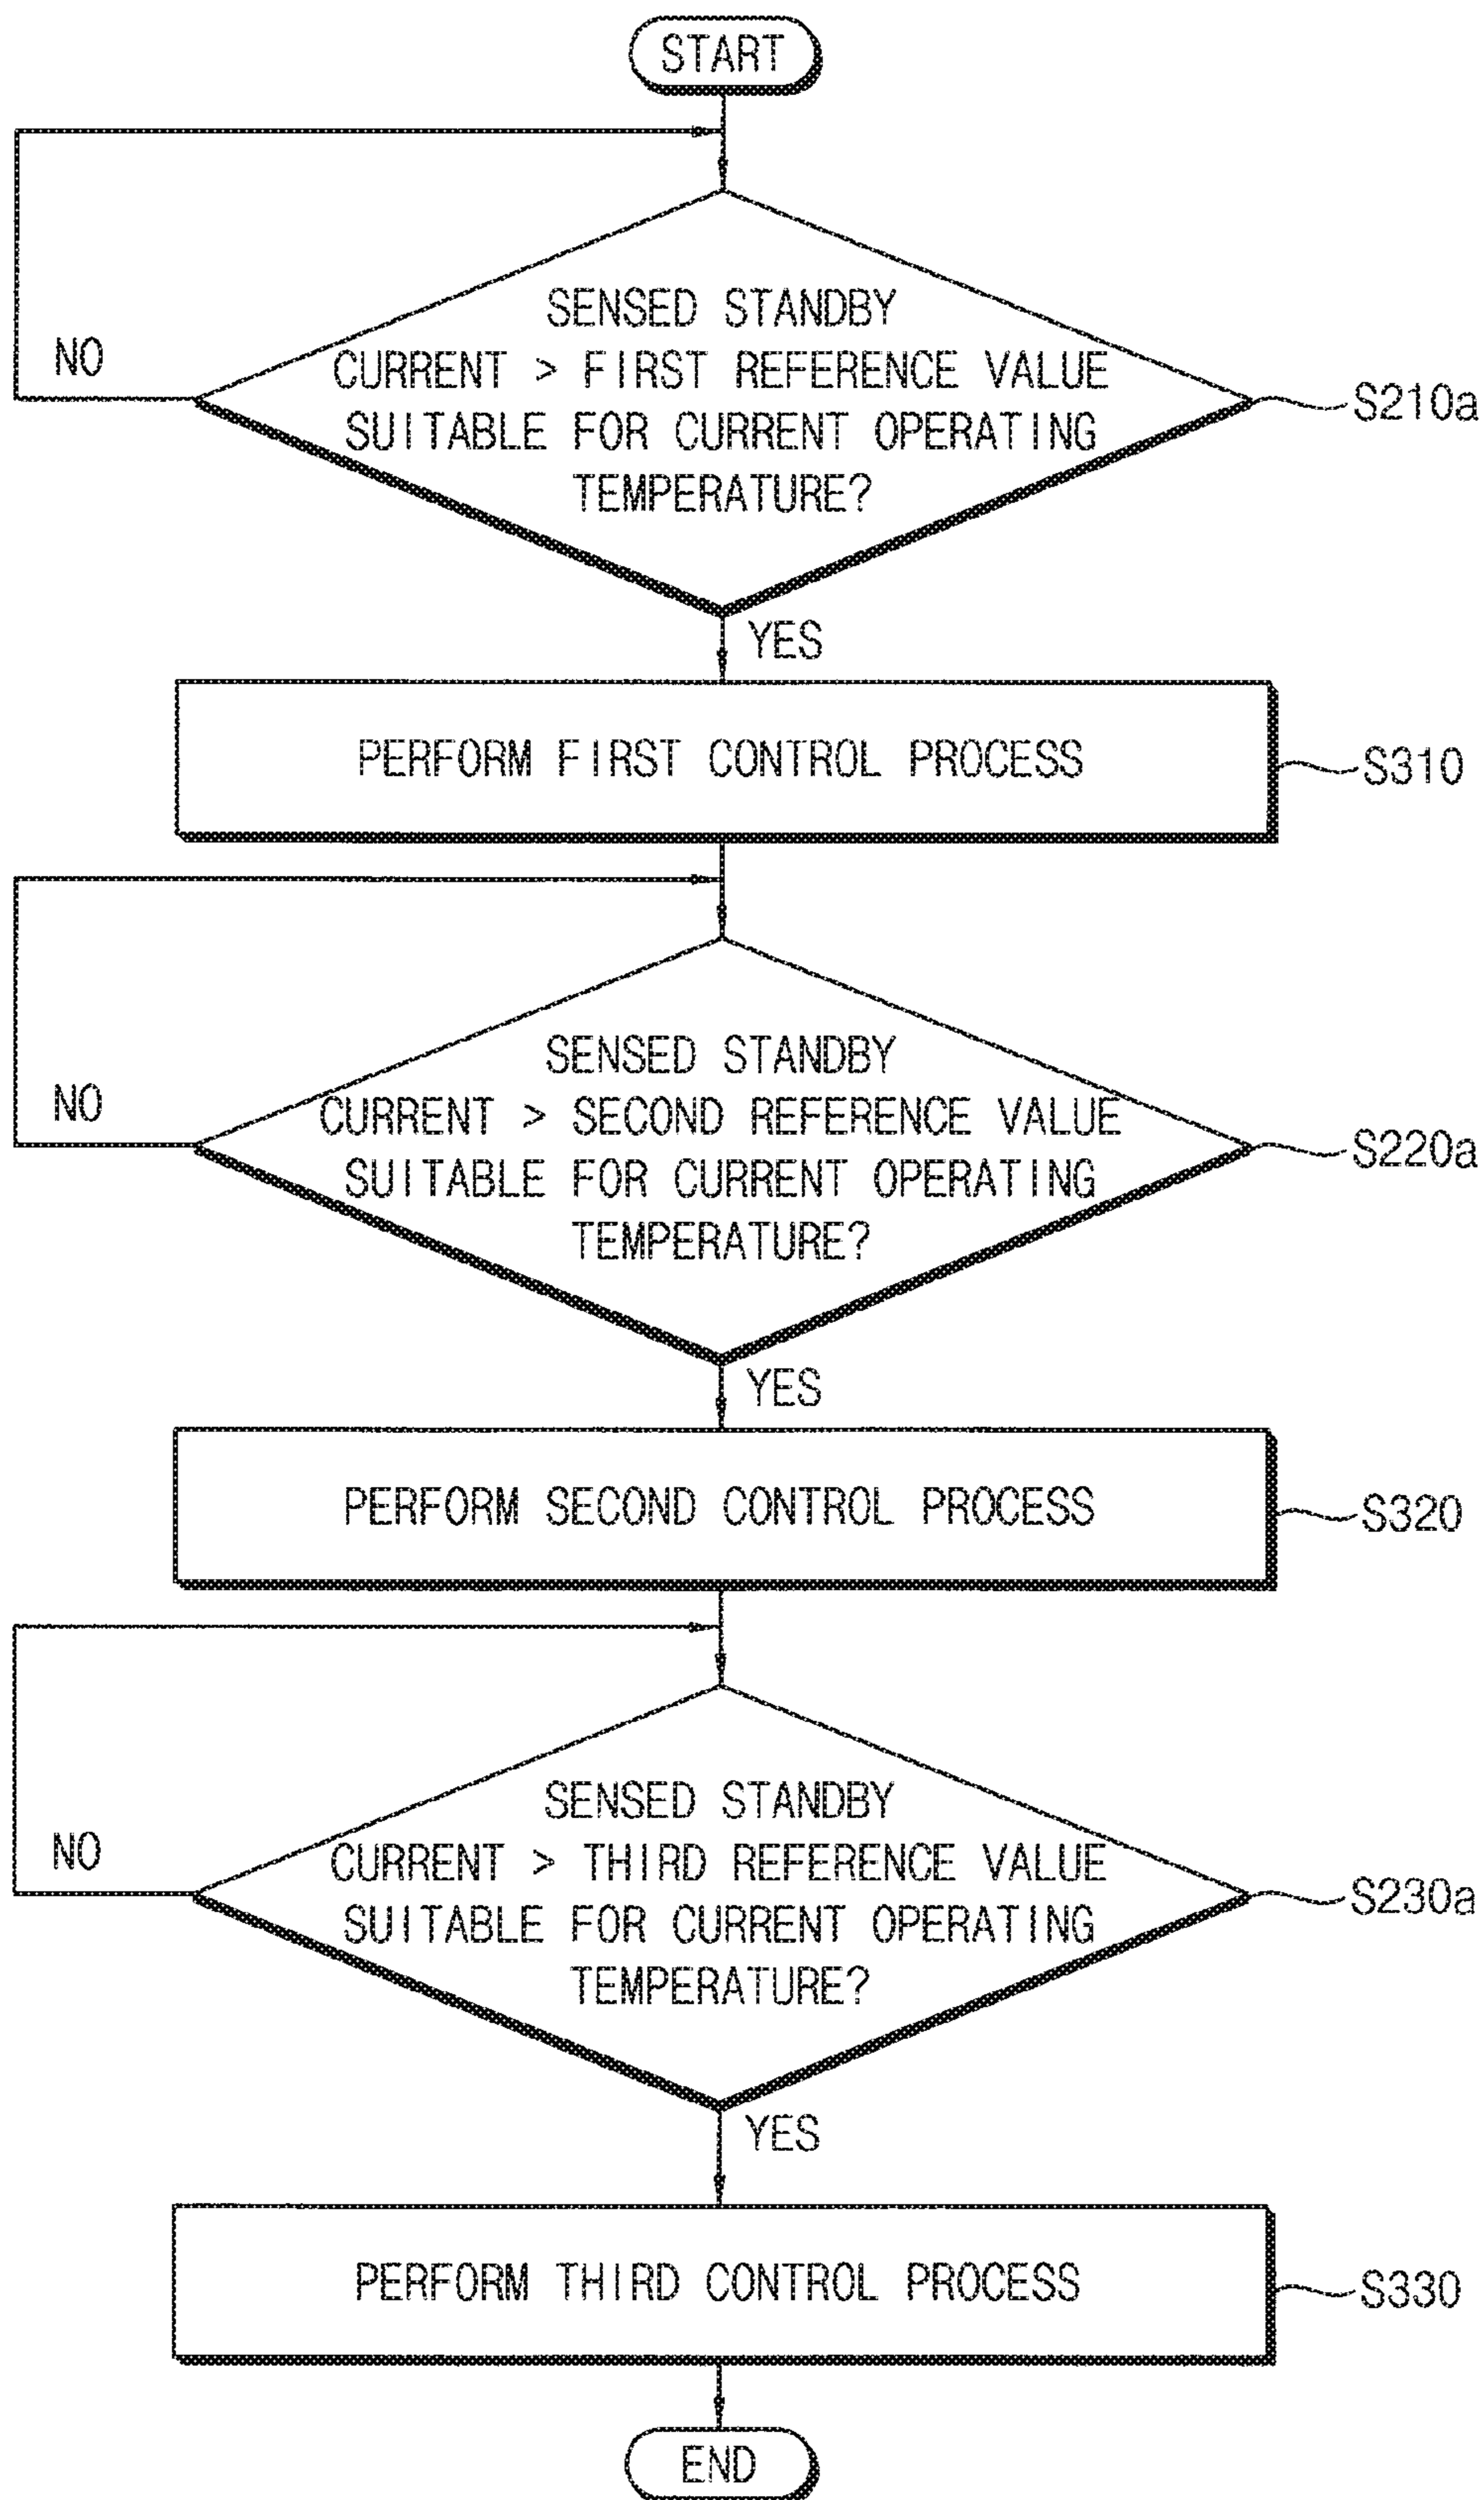 START
SENSED STANDBY
CURRENT > FIRST REFERENCE VALUE
SUITABLE FOR CURRENT OPERATING
TEMPERATURE?
NO
S210a
YES
PERFORM FIRST CONTROL PROCESS
S310
SENSED STANDBY
CURRENT > SECOND REFERENCE VALUE
SUITABLE FOR CURRENT OPERATING
TEMPERATURE?
NO
S220a
YES
PERFORM SECOND CONTROL PROCESS
S320
SENSED STANDBY
CURRENT > THIRD REFERENCE VALUE
SUITABLE FOR CURRENT OPERATING
TEMPERATURE?
NO
S230a
YES
PERFORM THIRD CONTROL PROCESS
S330
END